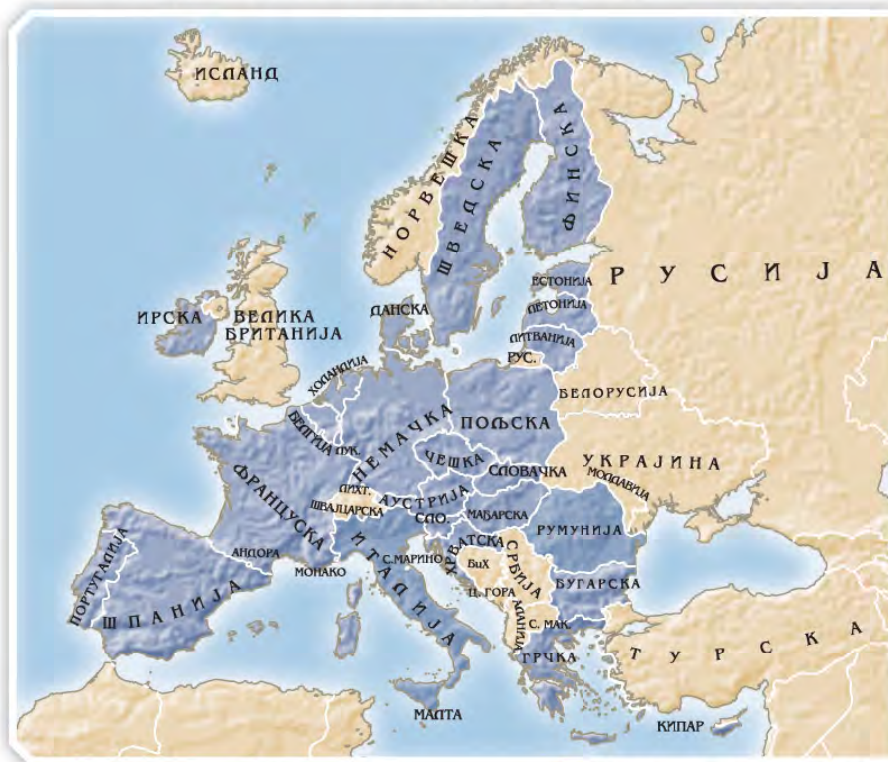 ИСЛАНД
НОРВЕШКА
ШВЕДСКА
ФИНСКА
РУСИЈА
ЕСТОНИЈА
ЛЕТОНИЈА
ЛИТВАНИЈА
РУС.
ДАНСКА
ИРСКА
ВЕЛИКА
БРИТАНИЈА
ХОЛАНДИЈА
БЕЛГИЈА
ЛУК.
НЕМАЧКА
ПОЉСКА
БЕЛОРУСИЈА
УКРАЈИНА
МОЛДАВИЈА
ЧЕШКА
СЛОВАЧКА
ФРАНЦУСКА
ЛИХТ.
ШВАЈЦАРСКА
АУСТРИЈА
СЛО.
МАЂАРСКА
РУМУНИЈА
ХРВАТСКА
СРБИЈА
БиХ
Ц. ГОРА
АЛБАНИЈА
С. МАК.
БУГАРСКА
ГРЧКА
ТУРСКА
ИТАЛИЈА
С.МАРИНО
МОНАКО
АНДОРА
ПОРТУГАЛИЈА
ШПАНИЈА
МАЛТА
КИПАР